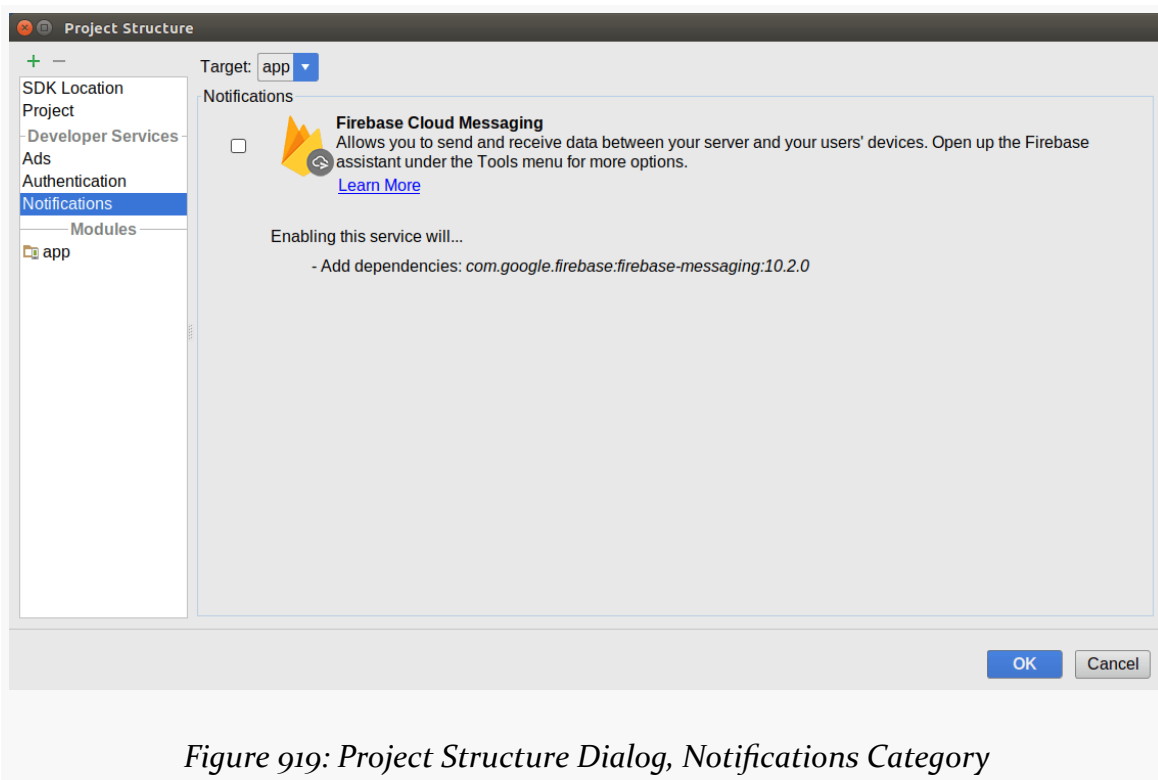 Project Structure
+ −
SDK Location
Project
Developer Services
Ads
Authentication
Notifications
Modules
app
Target: app
Notifications
Firebase Cloud Messaging
Allows you to send and receive data between your server and your users' devices. Open up the Firebase
assistant under the Tools menu for more options.
Learn More
Enabling this service will...
- Add dependencies: com.google.firebase:firebase-messaging:10.2.0
OK Cancel
Figure 919: Project Structure Dialog, Notifications Category